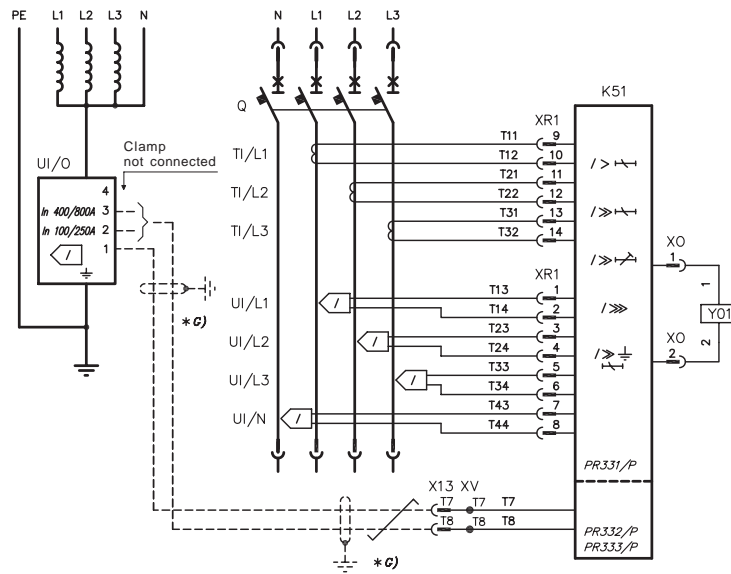 PE L1 L2 L3 N
N L1 L2 L3
Q
K51
Clamp
not connected
UI/O
4
In 400/800A 3
In 100/250A 2
1
/
*G)
XR1
TI/L1
T11 9
T12 10
TI/L2
T21 11
T22 12
TI/L3
T31 13
T32 14
XR1
UI/L1
/
T13 1
T14 2
UI/L2
/
T23 3
T24 4
UI/L3
/
T33 5
T34 6
UI/N
/
T43 7
T44 8
/>
/≫
/≫
/⋙
/≫
PR331/P
PR332/P
PR333/P
XO
1
1
Y01
2
XO
2
X13 XV
T7 T7 T7
T8 T8 T8
*G)